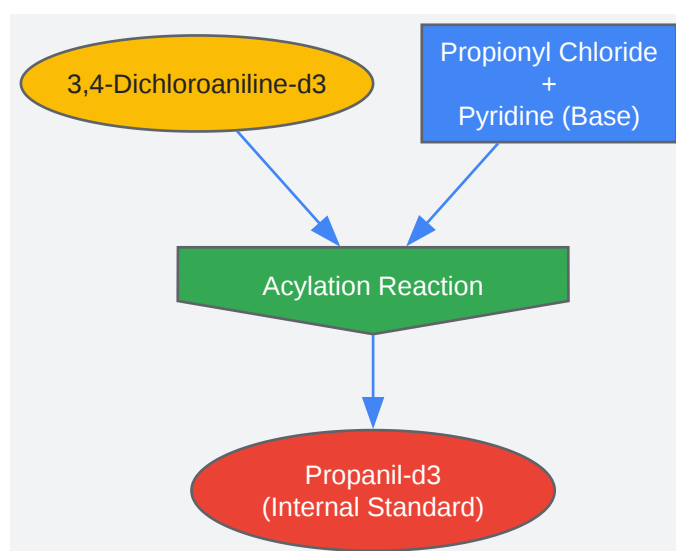 3,4-Dichloroaniline-d3
Propionyl Chloride
+
Pyridine (Base)
Acylation Reaction
Propanil-d3
(Internal Standard)